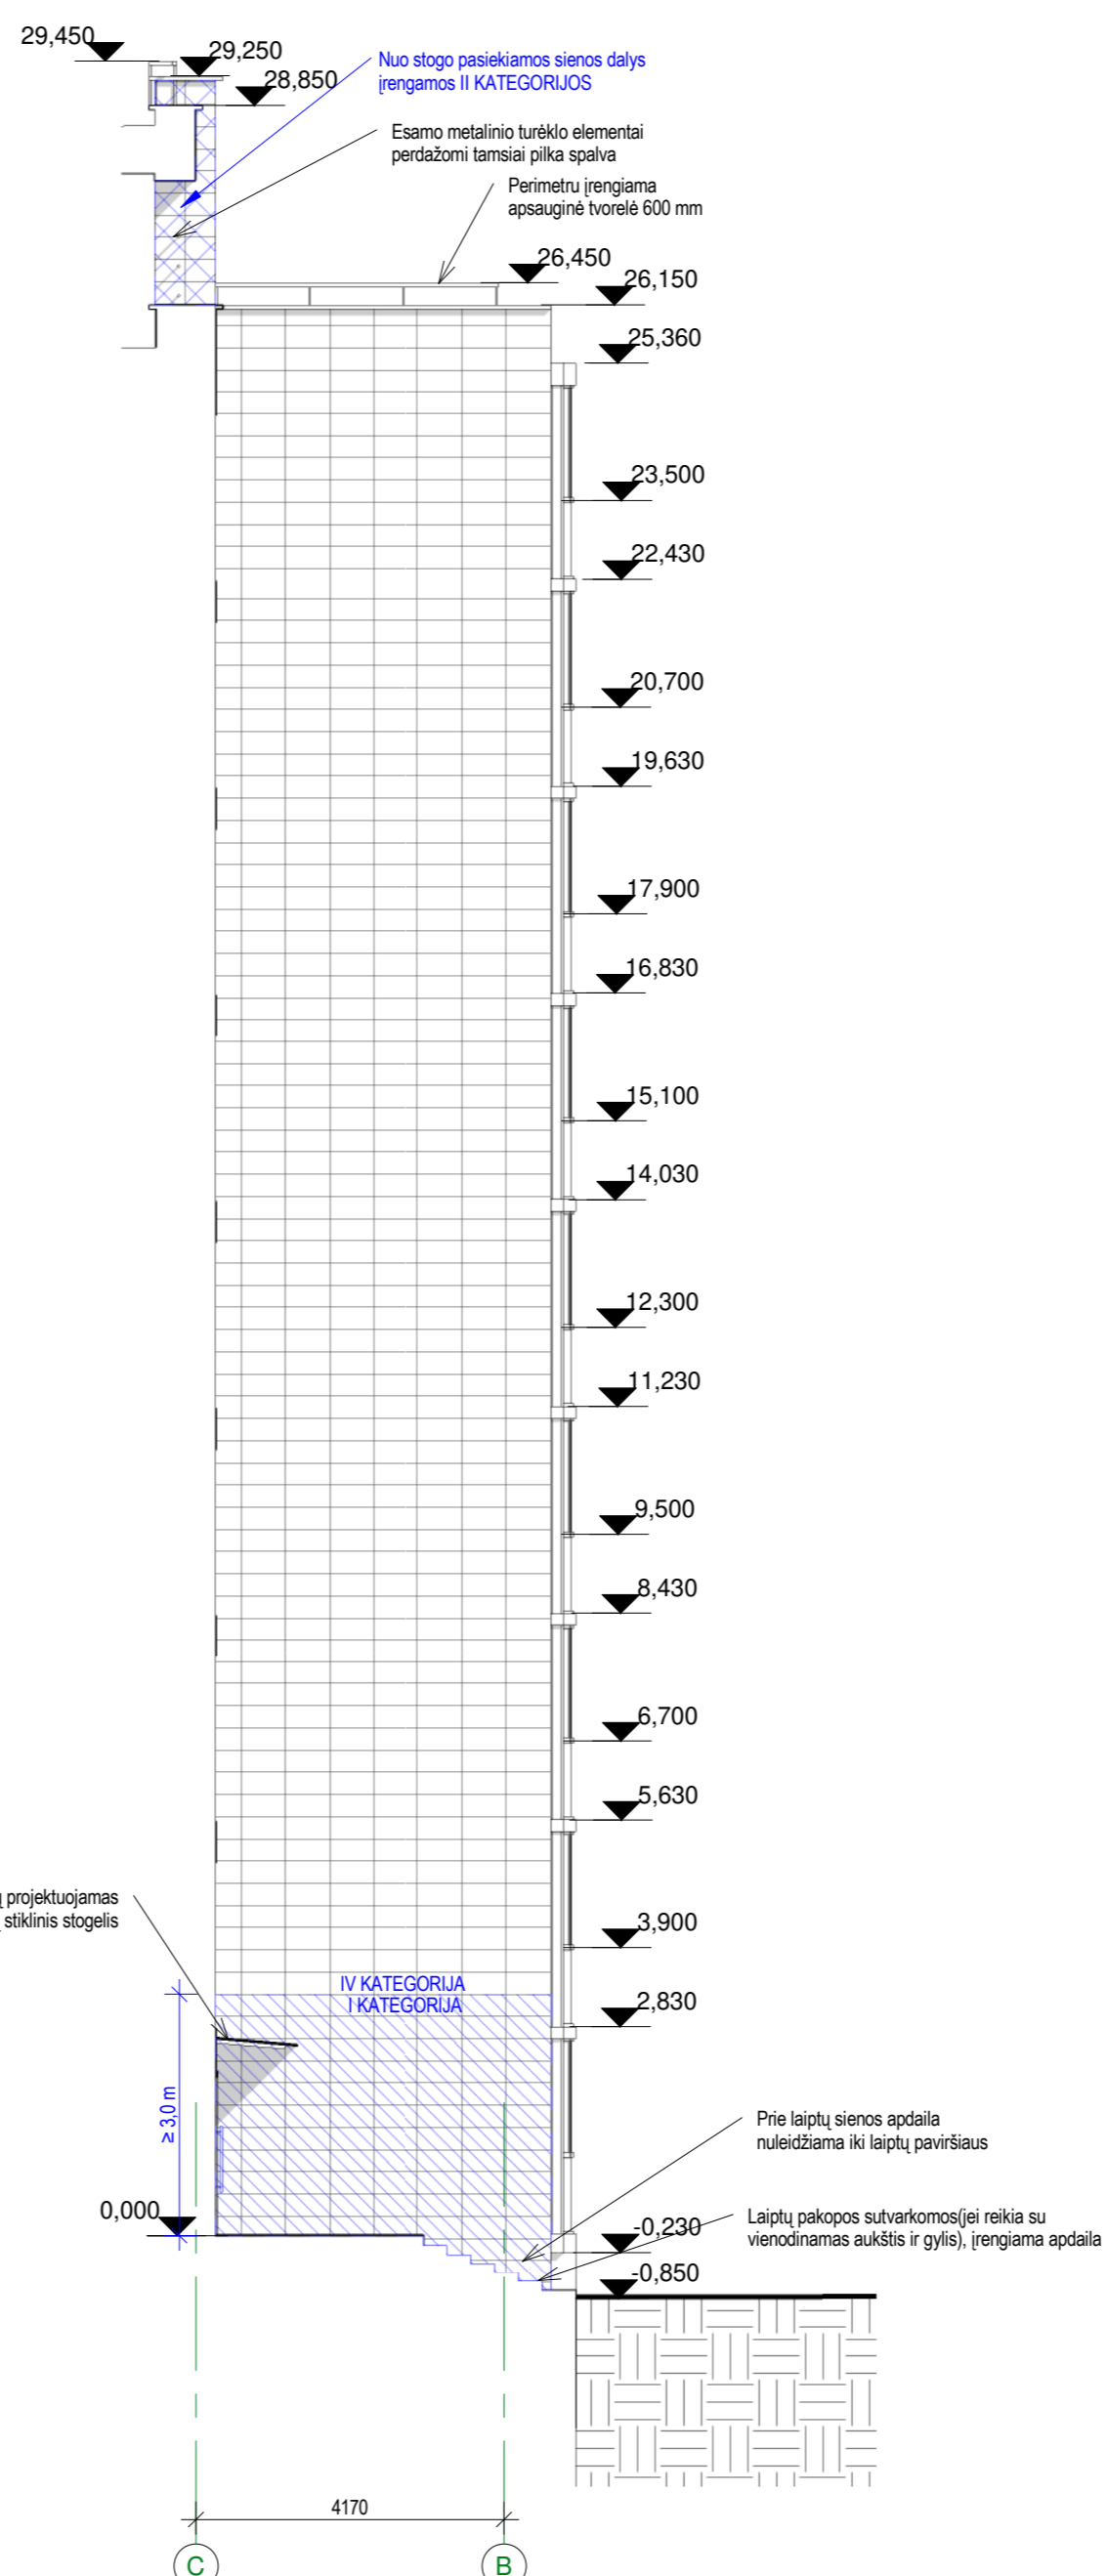 29,450
29,250
28,850
Nuo stogo pasiekiamos sienos dalys
įrengamos II KATEGORIJOS
Esamo metalinio turėklo elementai
perdažomi tamsiai pilka spalva
Perimetru įrengiama
apsauginė tvorelė 600 mm
26,450
26,150
25,360
23,500
22,430
20,700
19,630
17,900
16,830
15,100
14,030
12,300
11,230
9,500
8,430
6,700
5,630
projektuojamas
stiklinis stogelis
3,900
IV KATEGORIJA
I KATEGORIJA
2,830
≥ 3,0 m
Prie laiptų sienos apdaila
nuleidžiama iki laiptų paviršiaus
0,000
Laiptų pakopos sutvarkomos(jei reikia su
vienodinamas aukštis ir gylis), įrengiama apdaila
-0,230
-0,850
4170
C
B